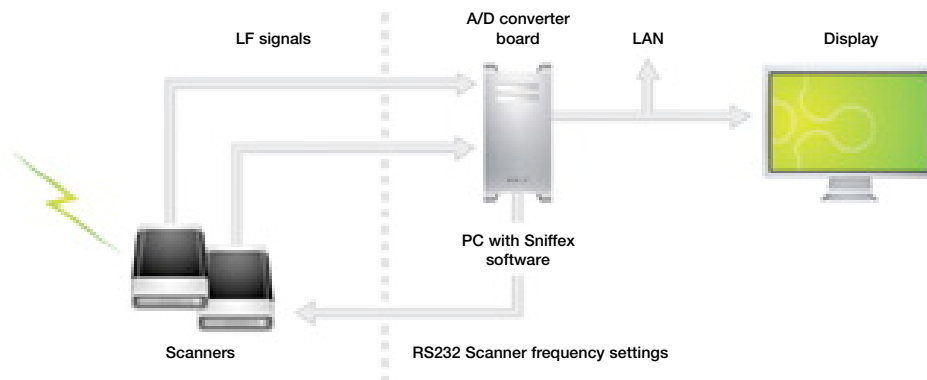 A/D converter
board
LF signals
LAN
Display
PC with Sniffex
software
Scanners
RS232 Scanner frequency settings